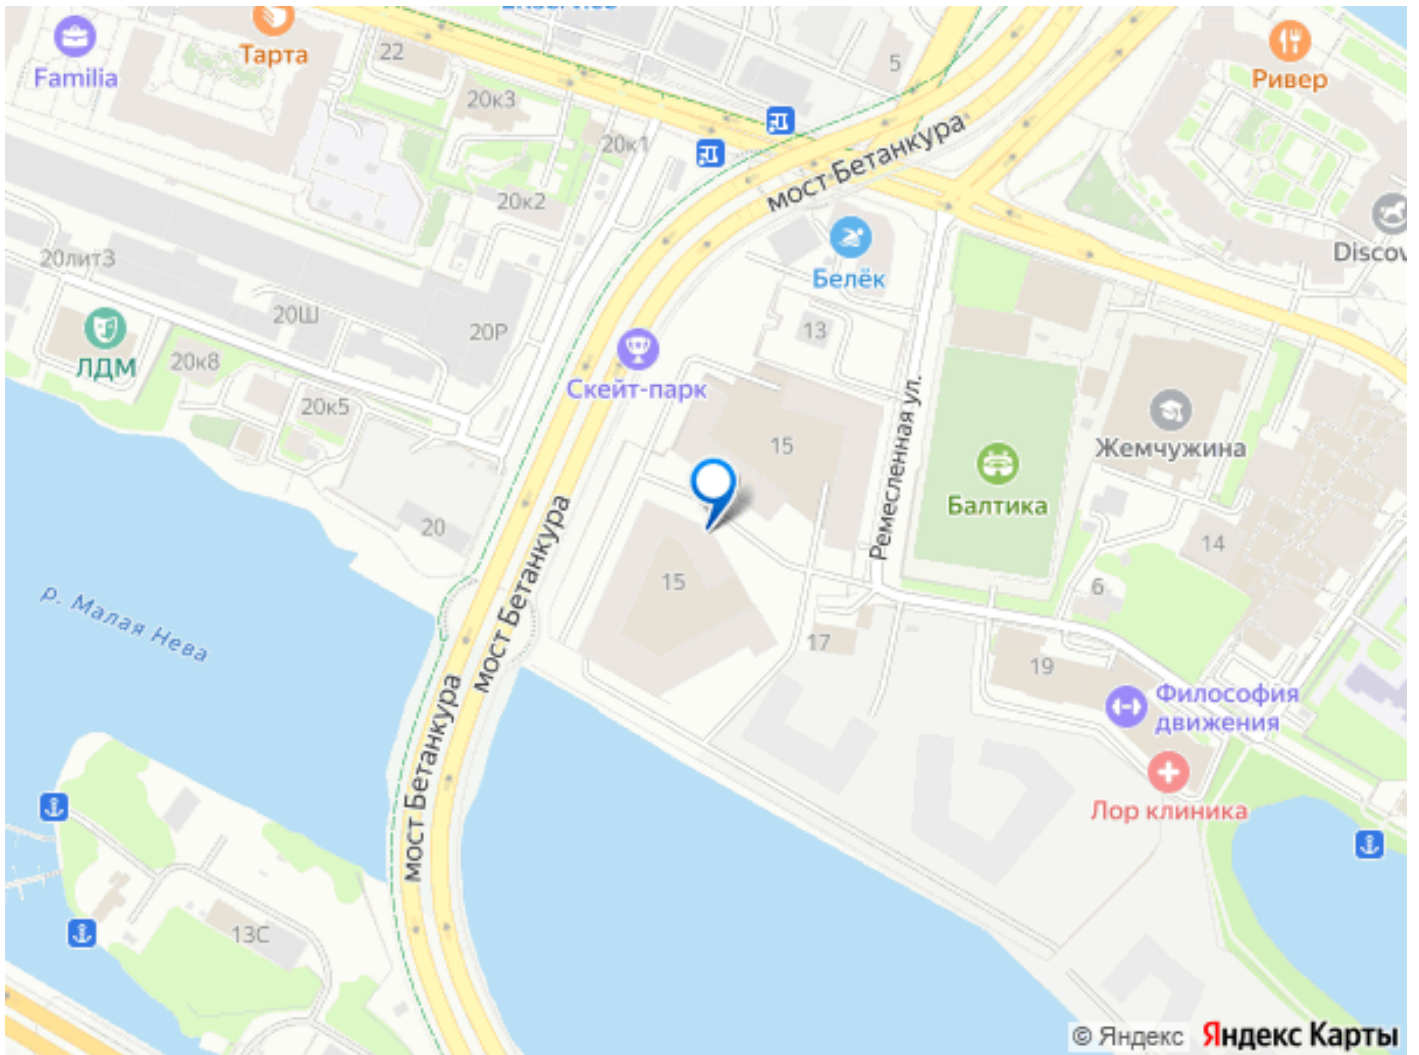 Familia
Тарта
22
20к3
5
Ривер
20к1
мост Бетанкура
20к2
Белёк
20лит3
20Ш
20Р
13
ЛДМ
20к8
Скейт-парк
20к5
15
Ремесленная ул.
Жемчужина
Балтика
20
мост Бетанкура
14
15
6
р. Малая Нева
17
19
Философия
движения
мост Бетанкура
Лор клиника
13С
© Яндекс
Яндекс Карты